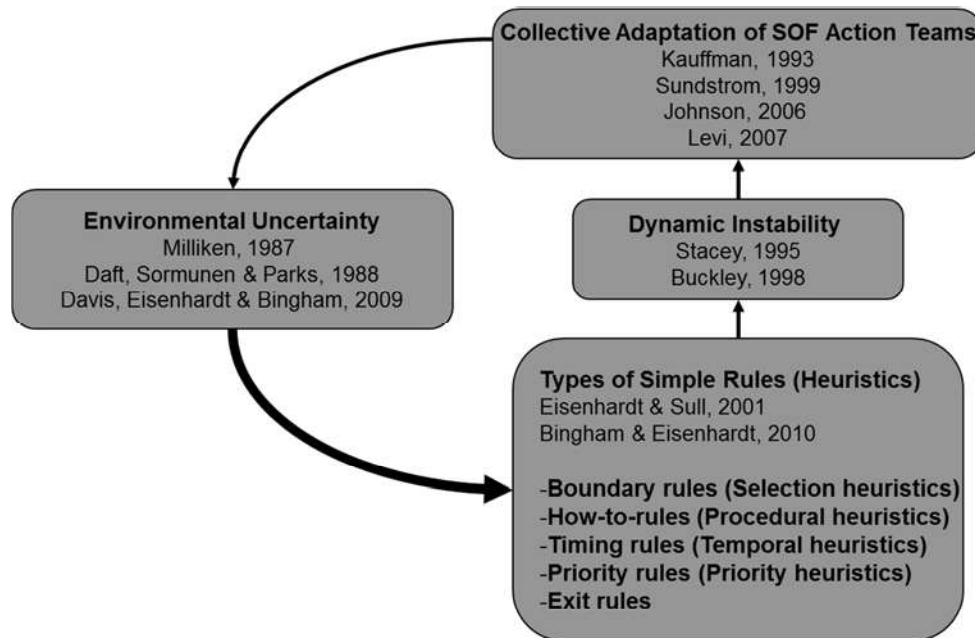 Collective Adaptation of SOF Action Teams
Kauffman, 1993
Sundstrom, 1999
Johnson, 2006
Levi, 2007
Environmental Uncertainty
Milliken, 1987
Daft, Sormunen & Parks, 1988
Davis, Eisenhardt & Bingham, 2009
Dynamic Instability
Stacey, 1995
Buckley, 1998
Types of Simple Rules (Heuristics)
Eisenhardt & Sull, 2001
Bingham & Eisenhardt, 2010
-Boundary rules (Selection heuristics)
-How-to-rules (Procedural heuristics)
-Timing rules (Temporal heuristics)
-Priority rules (Priority heuristics)
-Exit rules